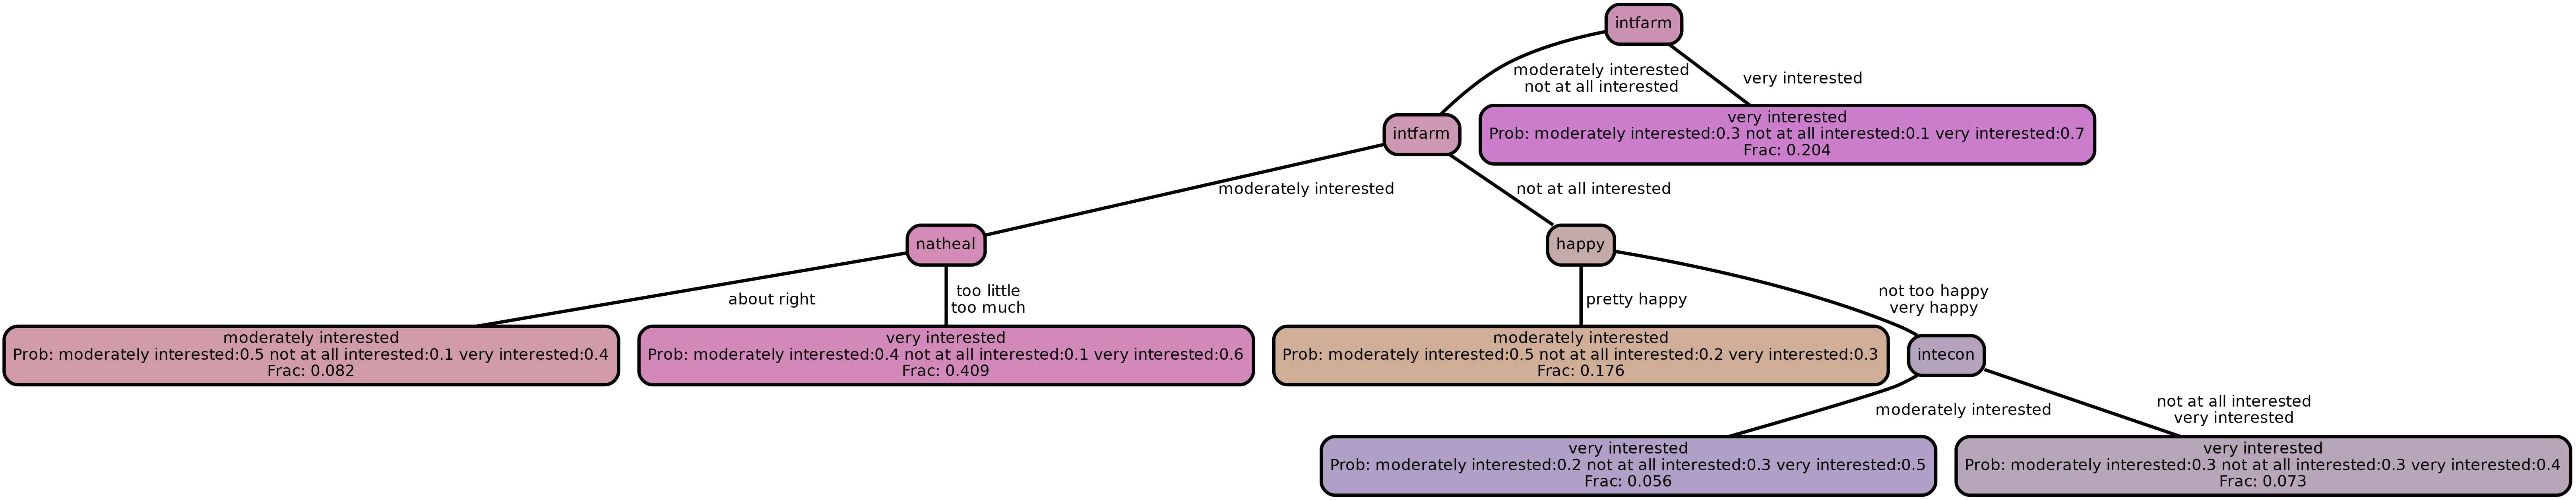 intfarm
moderately interested
not at all interested
very interested
intfarm
very interested
Prob: moderately interested:0.3 not at all interested:0.1 very interested:0.7
Frac: 0.204
moderately interested
not at all interested
natheal
happy
about right
too little
too much
pretty happy
not too happy
very happy
moderately interested
Prob: moderately interested:0.5 not at all interested:0.1 very interested:0.4
Frac: 0.082
very interested
Prob: moderately interested:0.4 not at all interested:0.1 very interested:0.6
Frac: 0.409
moderately interested
Prob: moderately interested:0.5 not at all interested:0.2 very interested:0.3
Frac: 0.176
intecon
moderately interested
not at all interested
very interested
very interested
Prob: moderately interested:0.2 not at all interested:0.3 very interested:0.5
Frac: 0.056
very interested
Prob: moderately interested:0.3 not at all interested:0.3 very interested:0.4
Frac: 0.073